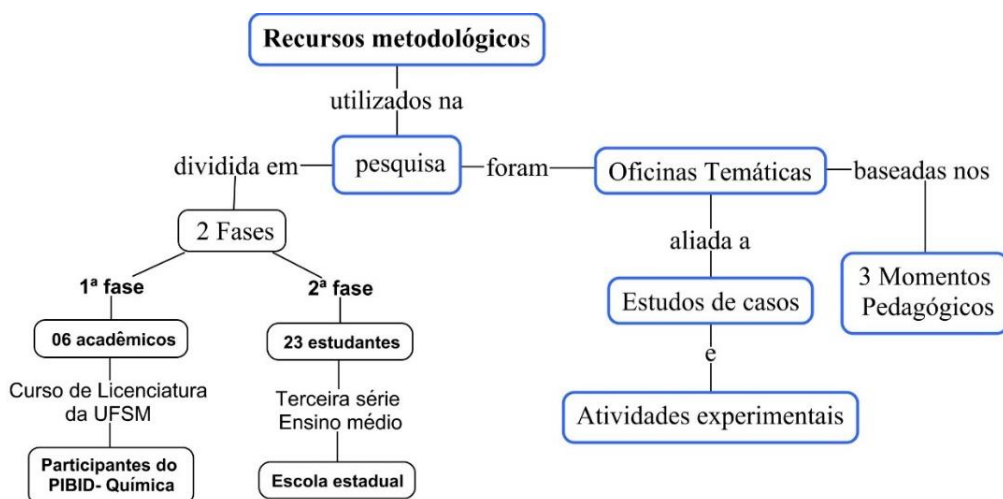 Recursos metodológicos
utilizados na
pesquisa
dividida em
foram
Oficinas Temáticas
baseadas nos
2 Fases
aliada a
3 Momentos
Pedagógicos
1ª fase
2ª fase
Estudos de casos
06 acadêmicos
23 estudantes
e
Curso de Licenciatura
da UFSM
Terceira série
Ensino médio
Atividades experimentais
Participantes do
PIBID- Química
Escola estadual